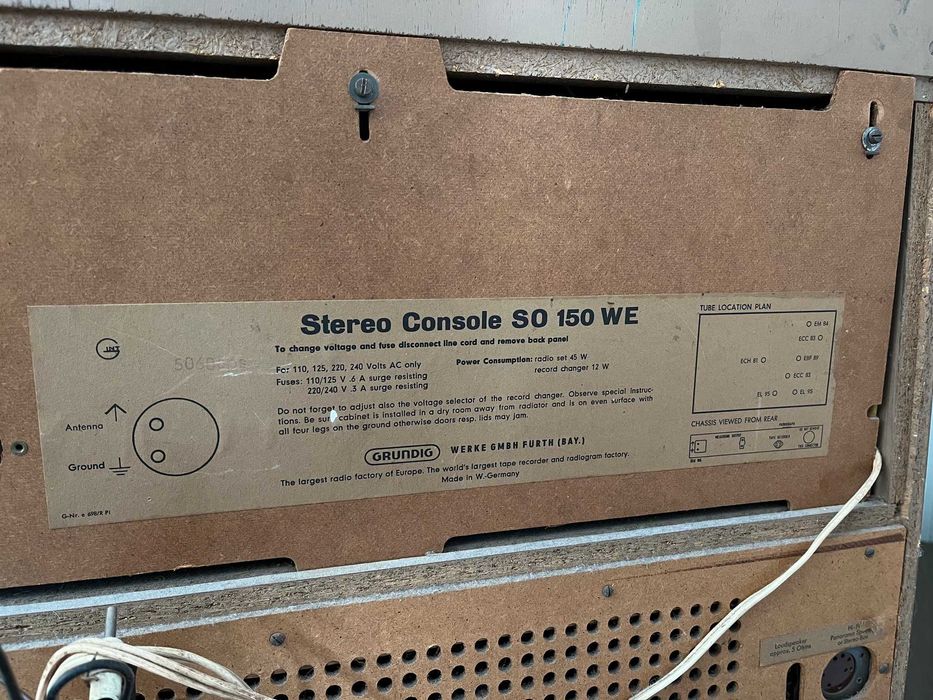 Stereo Console SO 150 WE
To change voltage and fuse disconnect line cord and remove back panel
For 110, 125, 220, 240 Volts AC only
Fuses: 110/125 V .6 A surge resisting
220/240 V .3 A surge resisting
Power Consumption: radio set 45 W
record changer 12 W
Do not forget to adjust also the voltage selector of the record changer. Observe special instruc-
tions. Be sure cabinet is installed in a dry room away from radiator and is on even surface with
all four legs on the ground otherwise doors resp. lids may jam.
GRUNDIG WERKE GMBH FÜRTH (BAY.)
The largest radio factory of Europe. The world's largest tape recorder and radiogram factory.
Made in W.-Germany
Antenna
Ground
G-Nr. e 698/R PI
TUBE LOCATION PLAN
EM 84
ECC 83
ECH 81
EBF 89
ECC 83
EL 95
EL 95
CHASSIS VIEWED FROM REAR
TAPE RECORDER
Loudspeaker
approx. 5 Ohms